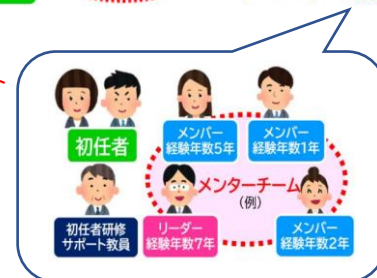 初任者
メンバー
経験年数5年
メンバー
経験年数1年
メンターチーム
(例)
初任者研修
サポート教員
リーダー
経験年数7年
メンバー
経験年数2年